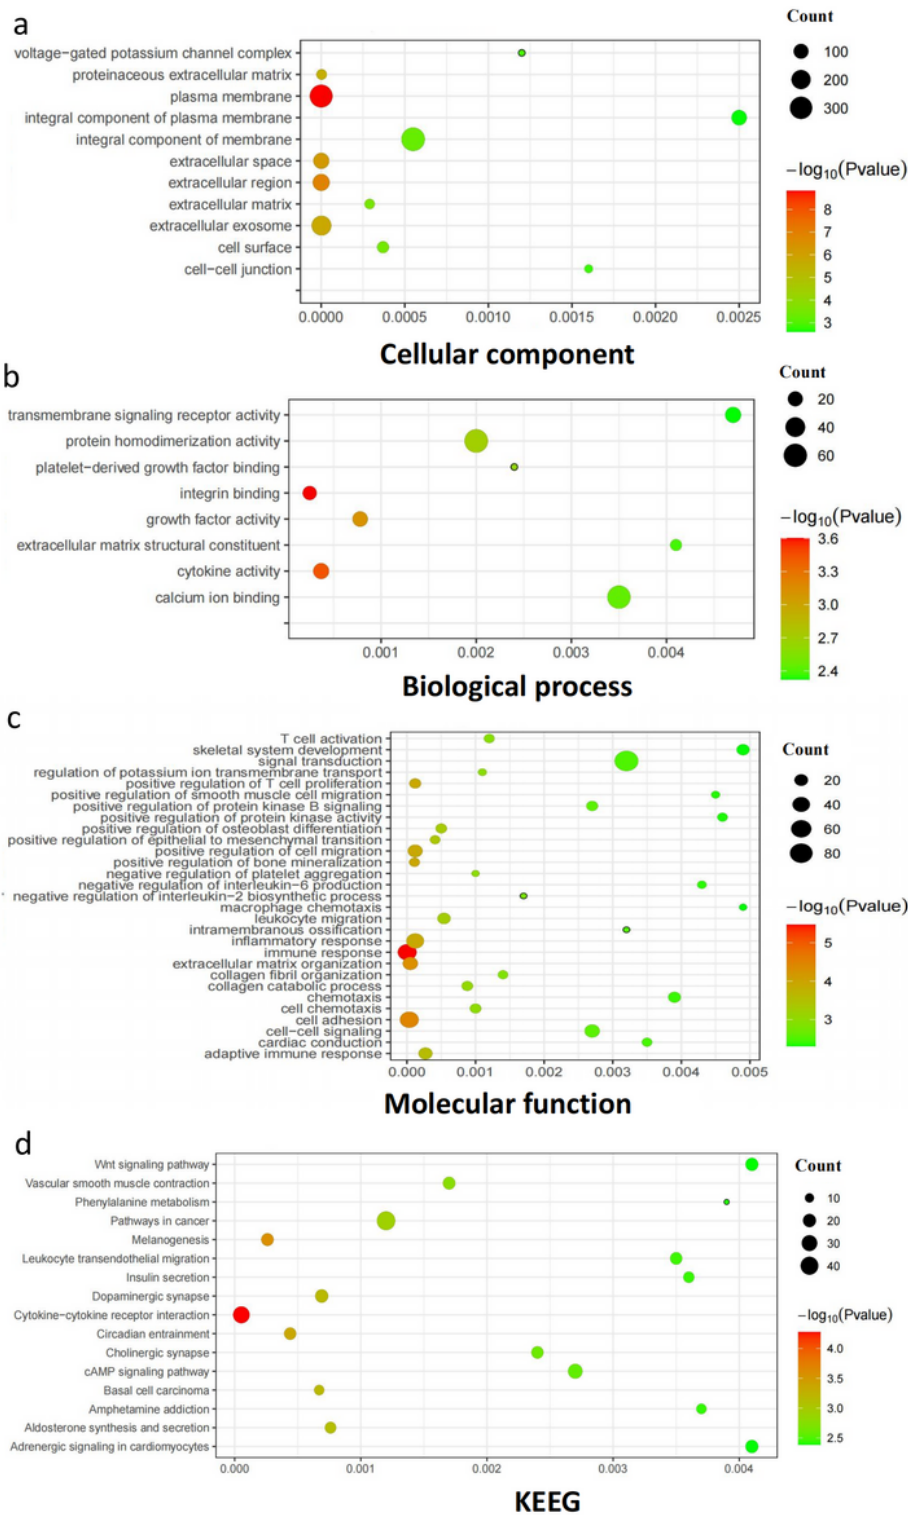 a
voltage−gated potassium channel complex
proteinaceous extracellular matrix
plasma membrane
integral component of plasma membrane
integral component of membrane
extracellular space
extracellular region
extracellular matrix
extracellular exosome
cell surface
cell−cell junction
0.0000 0.0005 0.0010 0.0015 0.0020 0.0025
Cellular component
Count
100
200
300
−log10(Pvalue)
8
7
6
5
4
3
b
transmembrane signaling receptor activity
protein homodimerization activity
platelet−derived growth factor binding
integrin binding
growth factor activity
extracellular matrix structural constituent
cytokine activity
calcium ion binding
0.001 0.002 0.003 0.004
Biological process
Count
20
40
60
−log10(Pvalue)
3.6
3.3
3.0
2.7
2.4
c
T cell activation
skeletal system development
signal transduction
regulation of potassium ion transmembrane transport
positive regulation of T cell proliferation
positive regulation of smooth muscle cell migration
positive regulation of protein kinase B signaling
positive regulation of protein kinase activity
positive regulation of osteoblast differentiation
positive regulation of epithelial to mesenchymal transition
positive regulation of cell migration
positive regulation of bone mineralization
negative regulation of platelet aggregation
negative regulation of interleukin−6 production
negative regulation of interleukin−2 biosynthetic process
macrophage chemotaxis
leukocyte migration
intramembranous ossification
inflammatory response
immune response
extracellular matrix organization
collagen fibril organization
collagen catabolic process
chemotaxis
cell chemotaxis
cell adhesion
cell−cell signaling
cardiac conduction
adaptive immune response
0.000 0.001 0.002 0.003 0.004 0.005
Molecular function
Count
20
40
60
80
−log10(Pvalue)
5
4
3
d
Wnt signaling pathway
Vascular smooth muscle contraction
Phenylalanine metabolism
Pathways in cancer
Melanogenesis
Leukocyte transendothelial migration
Insulin secretion
Dopaminergic synapse
Cytokine−cytokine receptor interaction
Circadian entrainment
Cholinergic synapse
cAMP signaling pathway
Basal cell carcinoma
Amphetamine addiction
Aldosterone synthesis and secretion
Adrenergic signaling in cardiomyocytes
0.000 0.001 0.002 0.003 0.004
KEEG
Count
10
20
30
40
−log10(Pvalue)
4.0
3.5
3.0
2.5